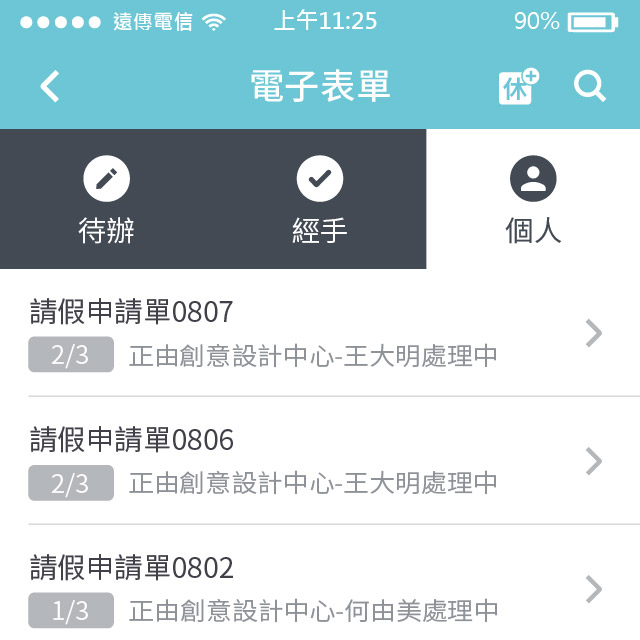 遠傳電信 上午11:25 90%
電子表單 休
待辦 經手 個人
請假申請單0807
2/3 正由創意設計中心-王大明處理中
請假申請單0806
2/3 正由創意設計中心-王大明處理中
請假申請單0802
1/3 正由創意設計中心-何由美處理中